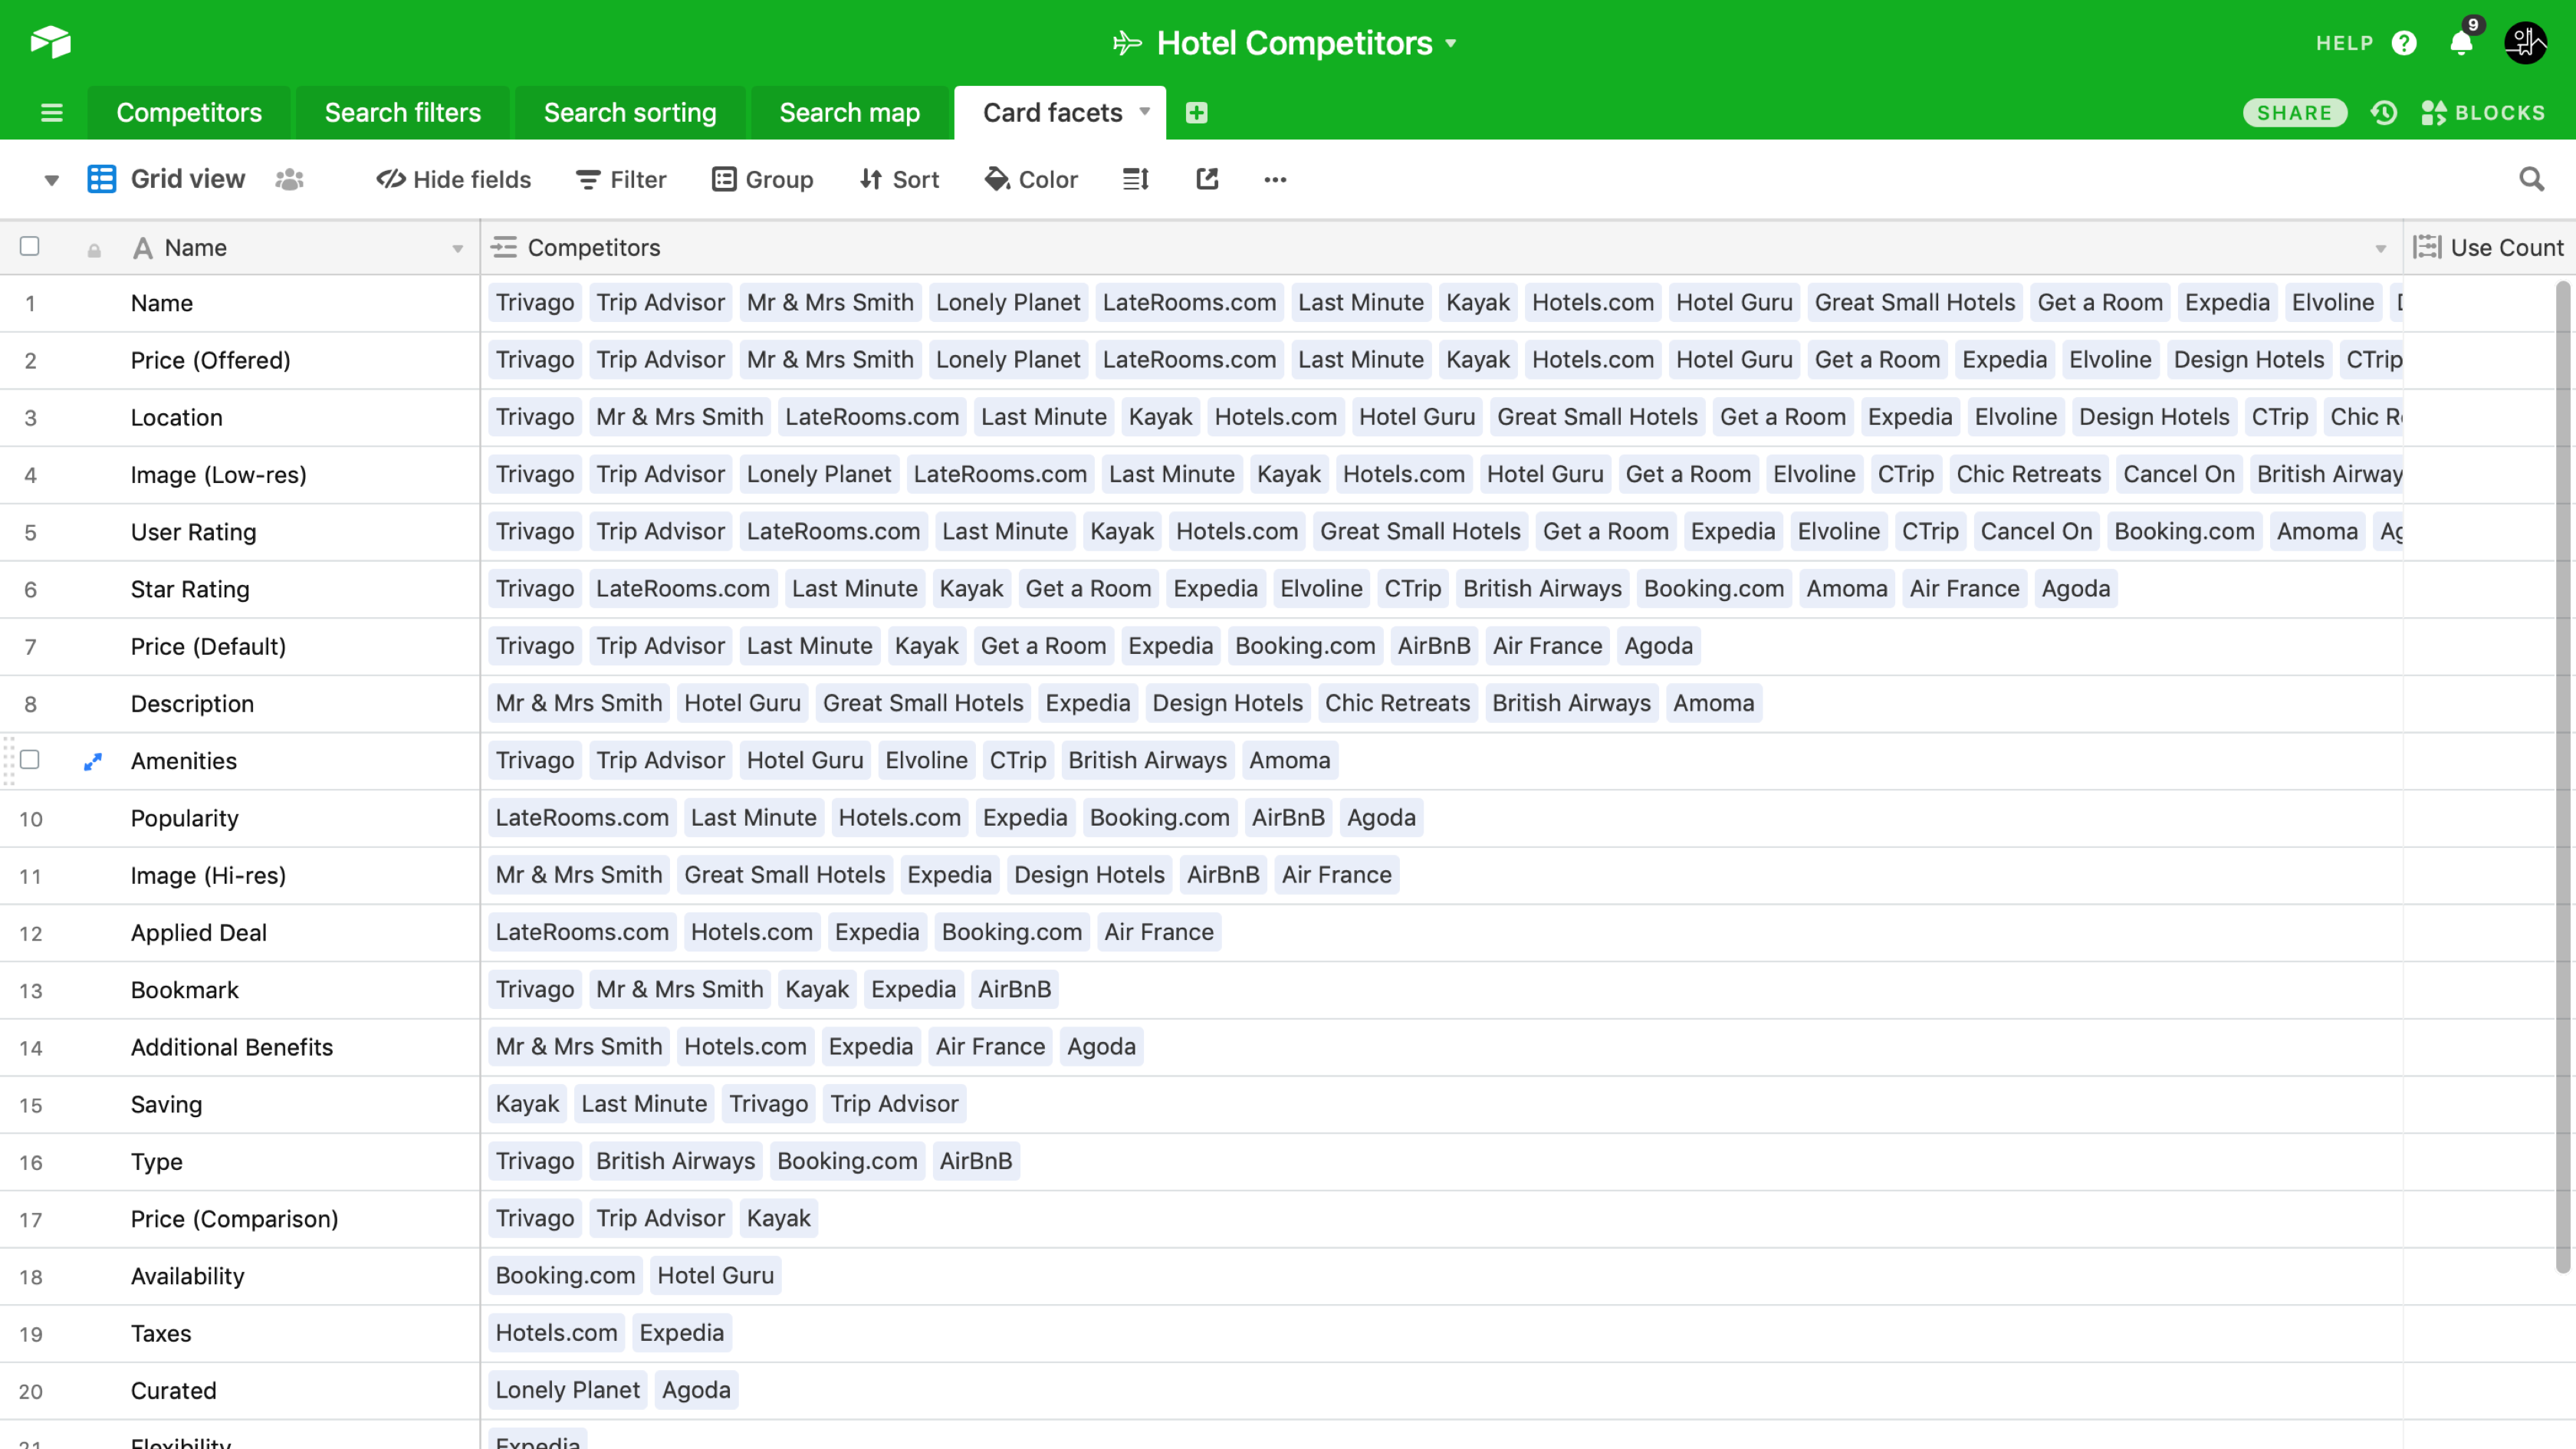 Hotel Competitors
HELP ? 9
Competitors Search filters Search sorting Search map Card facets SHARE BLOCKS
Grid view Hide fields Filter Group Sort Color
A Name Competitors Use Count
1 Name Trivago Trip Advisor Mr & Mrs Smith Lonely Planet LateRooms.com Last Minute Kayak Hotels.com Hotel Guru Great Small Hotels Get a Room Expedia Elvoline
2 Price (Offered) Trivago Trip Advisor Mr & Mrs Smith Lonely Planet LateRooms.com Last Minute Kayak Hotels.com Hotel Guru Get a Room Expedia Elvoline Design Hotels CTrip
3 Location Trivago Mr & Mrs Smith LateRooms.com Last Minute Kayak Hotels.com Hotel Guru Great Small Hotels Get a Room Expedia Elvoline Design Hotels CTrip Chic R
4 Image (Low-res) Trivago Trip Advisor Lonely Planet LateRooms.com Last Minute Kayak Hotels.com Hotel Guru Get a Room Elvoline CTrip Chic Retreats Cancel On British Airway
5 User Rating Trivago Trip Advisor LateRooms.com Last Minute Kayak Hotels.com Great Small Hotels Get a Room Expedia Elvoline CTrip Cancel On Booking.com Amoma Ag
6 Star Rating Trivago LateRooms.com Last Minute Kayak Get a Room Expedia Elvoline CTrip British Airways Booking.com Amoma Air France Agoda
7 Price (Default) Trivago Trip Advisor Last Minute Kayak Get a Room Expedia Booking.com AirBnB Air France Agoda
8 Description Mr & Mrs Smith Hotel Guru Great Small Hotels Expedia Design Hotels Chic Retreats British Airways Amoma
Amenities Trivago Trip Advisor Hotel Guru Elvoline CTrip British Airways Amoma
10 Popularity LateRooms.com Last Minute Hotels.com Expedia Booking.com AirBnB Agoda
11 Image (Hi-res) Mr & Mrs Smith Great Small Hotels Expedia Design Hotels AirBnB Air France
12 Applied Deal LateRooms.com Hotels.com Expedia Booking.com Air France
13 Bookmark Trivago Mr & Mrs Smith Kayak Expedia AirBnB
14 Additional Benefits Mr & Mrs Smith Hotels.com Expedia Air France Agoda
15 Saving Kayak Last Minute Trivago Trip Advisor
16 Type Trivago British Airways Booking.com AirBnB
17 Price (Comparison) Trivago Trip Advisor Kayak
18 Availability Booking.com Hotel Guru
19 Taxes Hotels.com Expedia
20 Curated Lonely Planet Agoda
21 Flexibility Expedia